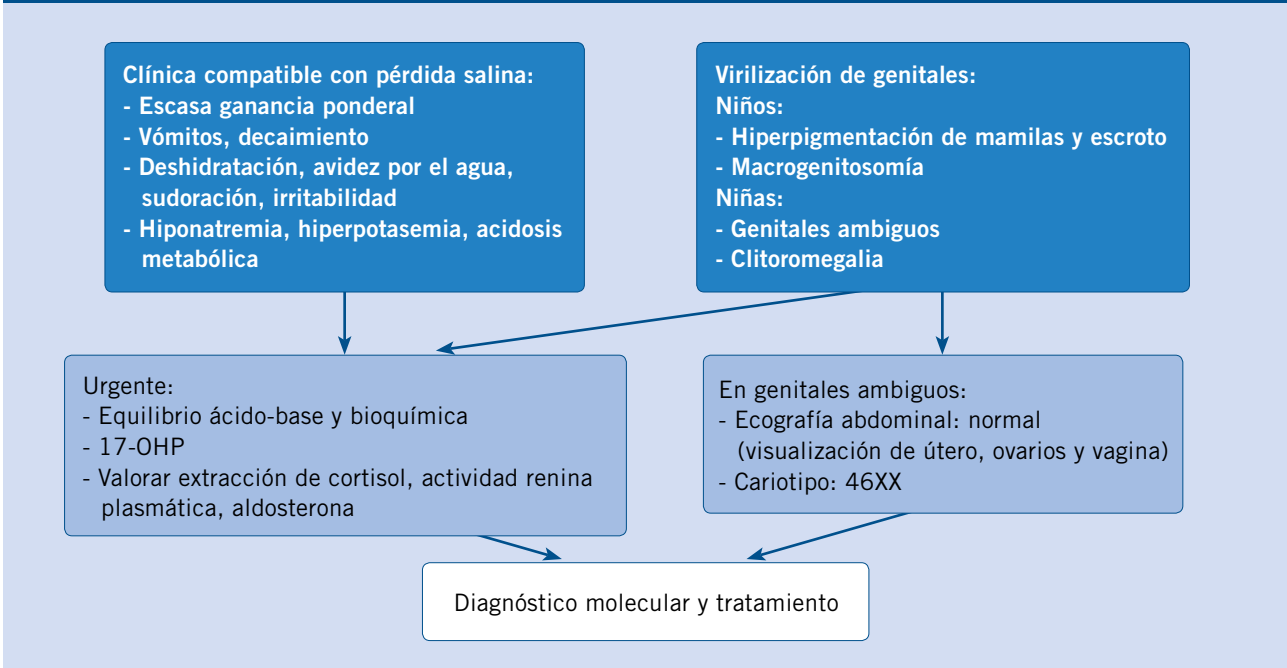 Clínica compatible con pérdida salina:
- Escasa ganancia ponderal
- Vómitos, decaimiento
- Deshidratación, avidez por el agua,
sudoración, irritabilidad
- Hiponatremia, hiperpotasemia, acidosis
metabólica
Virilización de genitales:
Niños:
- Hiperpigmentación de mamilas y escroto
- Macrogenitosomía
Niñas:
- Genitales ambiguos
- Clitoromegalia
Urgente:
- Equilibrio ácido-base y bioquímica
- 17-OHP
- Valorar extracción de cortisol, actividad renina
plasmática, aldosterona
En genitales ambiguos:
- Ecografía abdominal: normal
(visualización de útero, ovarios y vagina)
- Cariotipo: 46XX
Diagnóstico molecular y tratamiento